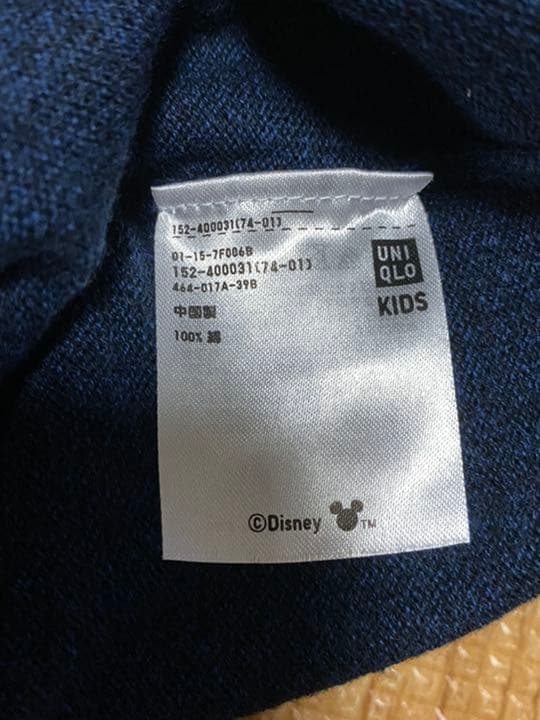 152-400031(74-01)
01-15-7F006B
152-400031(74-01)
464-017A-39B
中國製
100% 綿
UNI
QLO
KIDS
©Disney TM